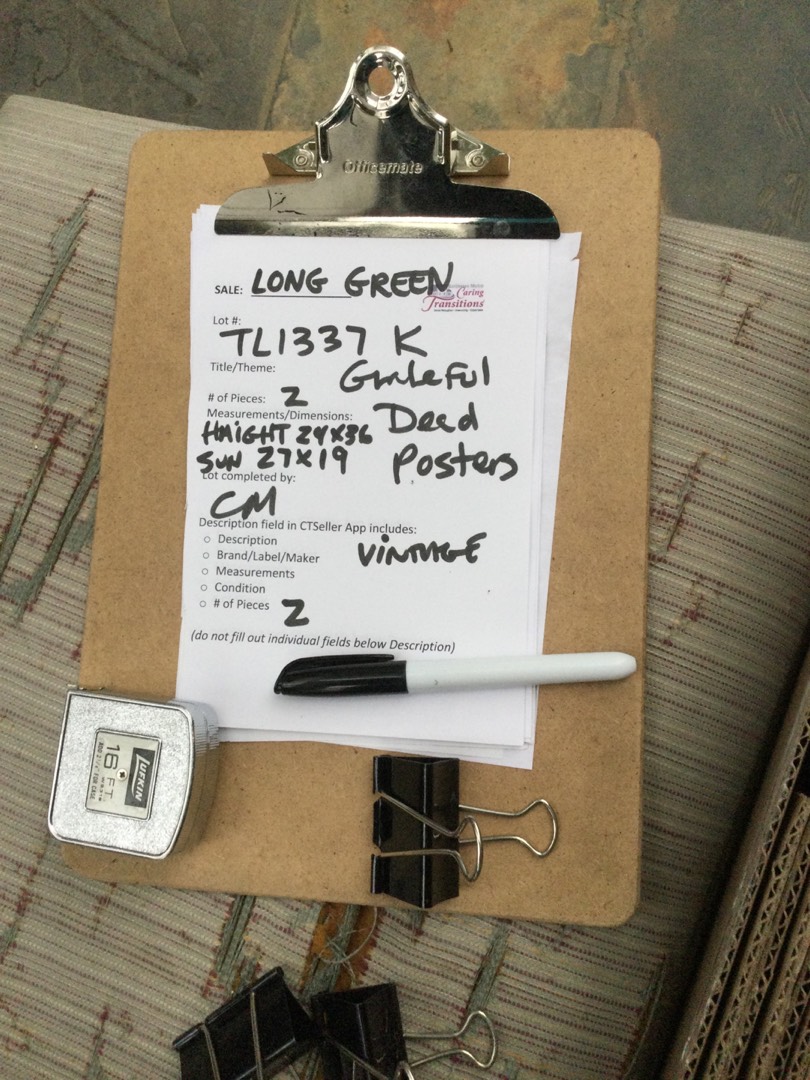 Officemate
SALE: LONG GREEN
Caring
Transitions
Lot #:
TL1337 K
Title/Theme: Grateful
# of Pieces: 2
Measurements/Dimensions: Dead
HAIGHT 24x36
SUN 27x19 Posters
Lot completed by:
CM
Description field in CTSeller App includes:
○ Description
○ Brand/Label/Maker VINTAGE
○ Measurements
○ Condition
○ # of Pieces 2
(do not fill out individual fields below Description)
LUFKIN
16 FT